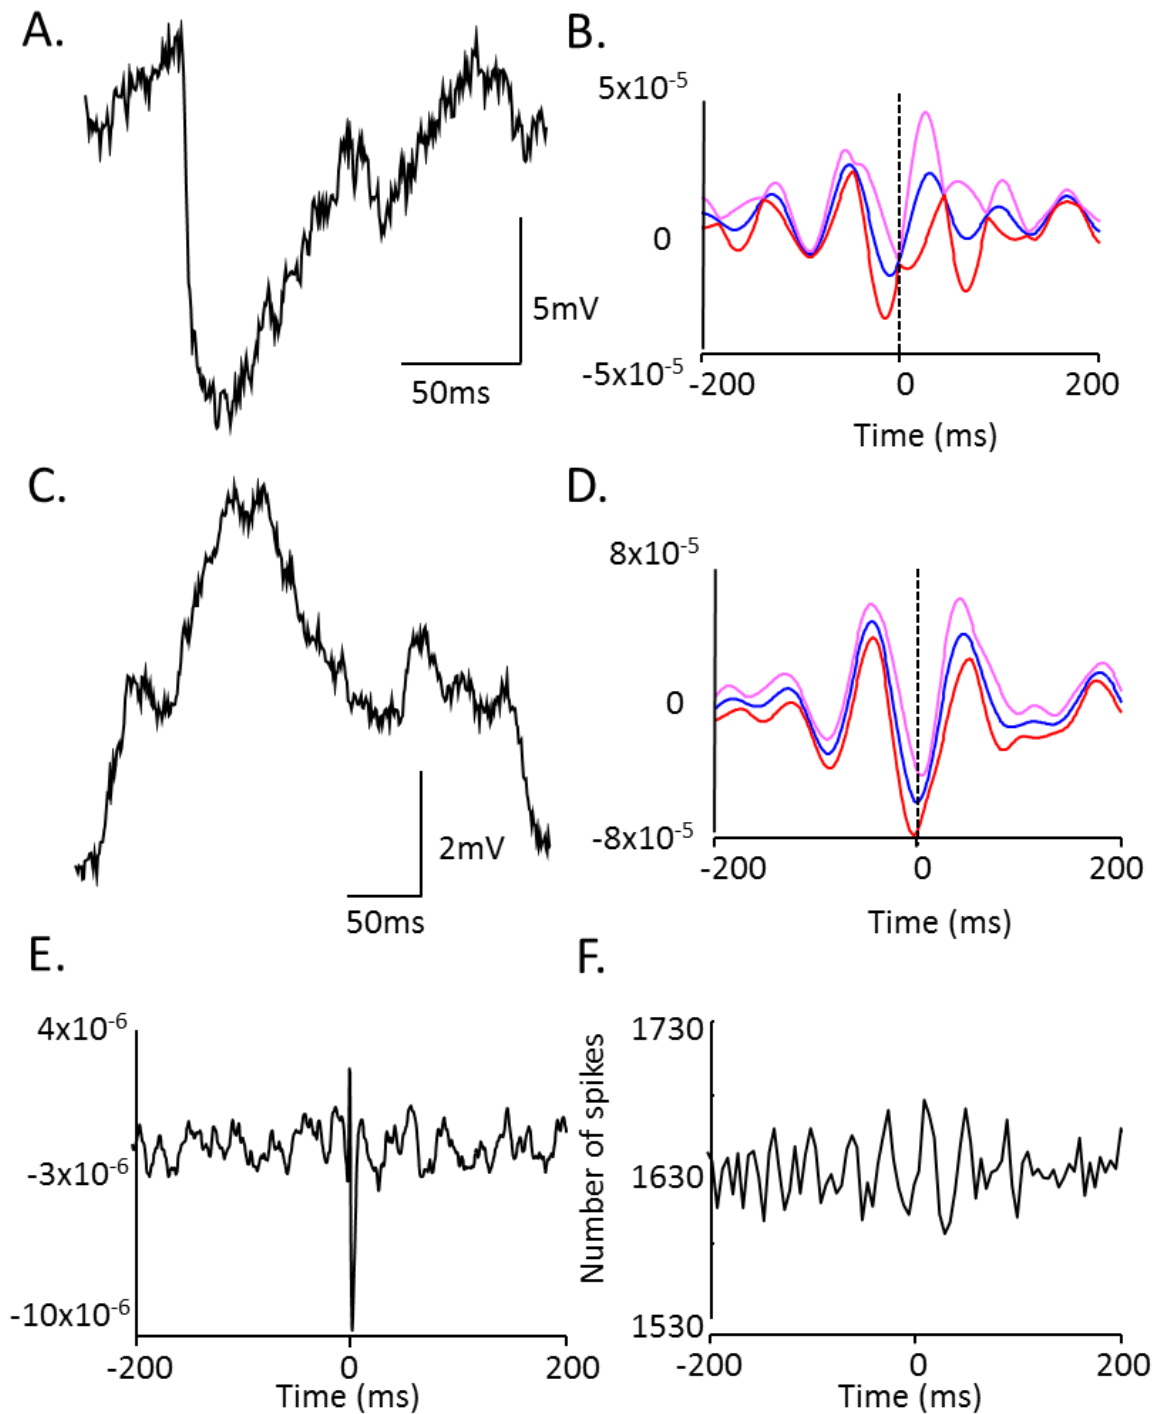 A.
B.
5x10-5
0
-5x10-5
-200 0 200
Time (ms)
5mV
50ms
C.
D.
8x10-5
0
-8x10-5
-200 0 200
Time (ms)
2mV
50ms
E.
F.
4x10-6
-3x10-6
-10x10-6
-200 0 200
Time (ms)
Number of spikes
1730
1630
1530
-200 0 200
Time (ms)